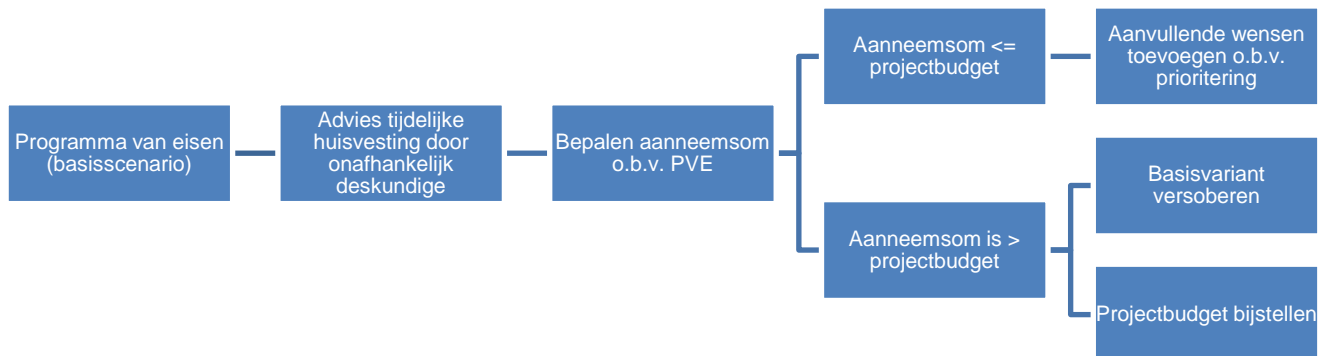 Programma van eisen
(basisscenario)
Advies tijdelijke
huisvesting door
onafhankelijk
deskundige
Bepalen aanneemsom
o.b.v. PVE
Aanneemsom <=
projectbudget
Aanvullende wensen
toevoegen o.b.v.
prioritering
Aanneemsom is >
projectbudget
Basisvariant
versoberen
Projectbudget bijstellen